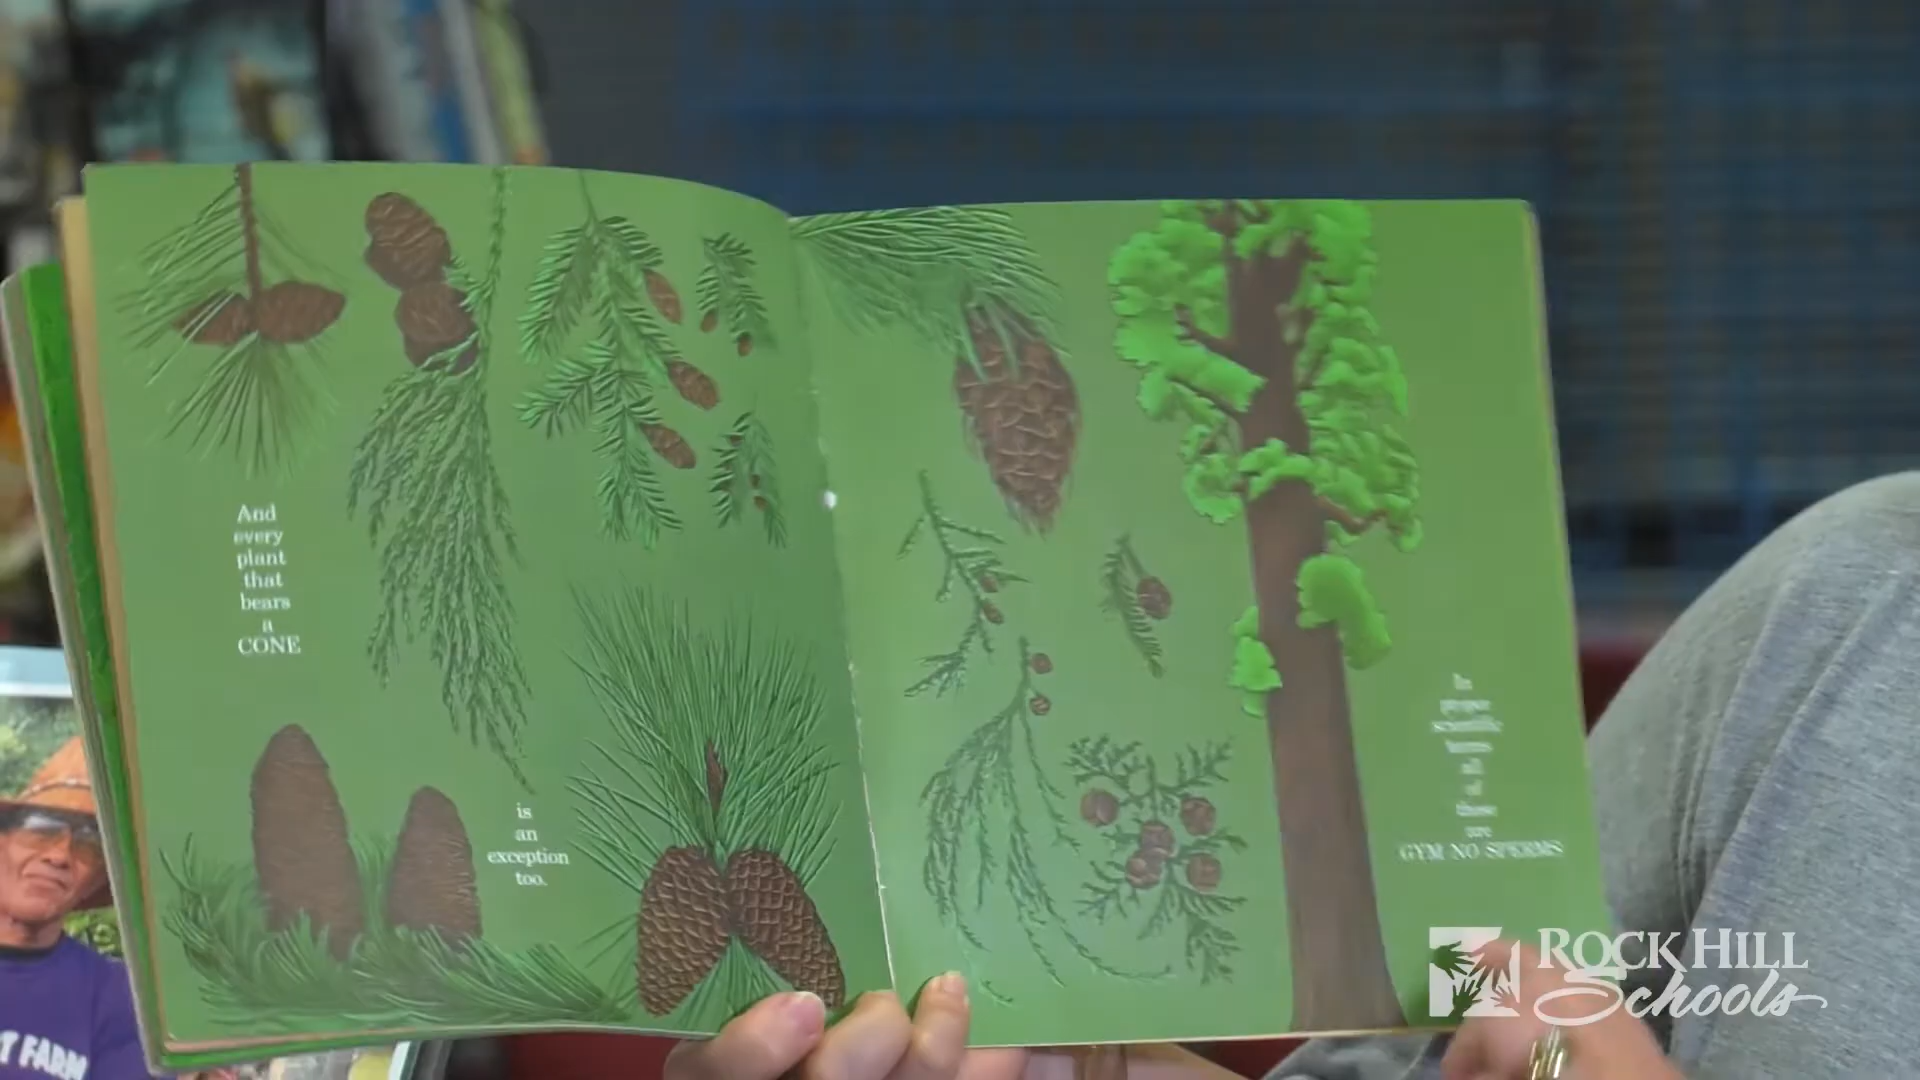 And
every
plant
that
bears
a
CONE
is
an
exception
too.
In
proper
scientific
terms
all
of
these
are
GYM NO SPERMS
T FARM
ROCK HILL
Schools